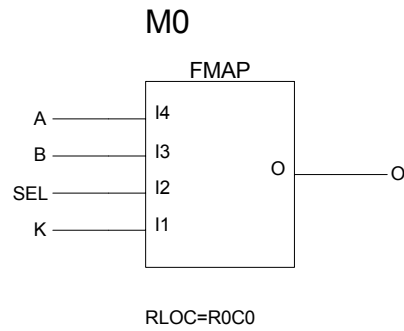 M0
FMAP
A I4
B I3
O O
SEL I2
K I1
RLOC=R0C0